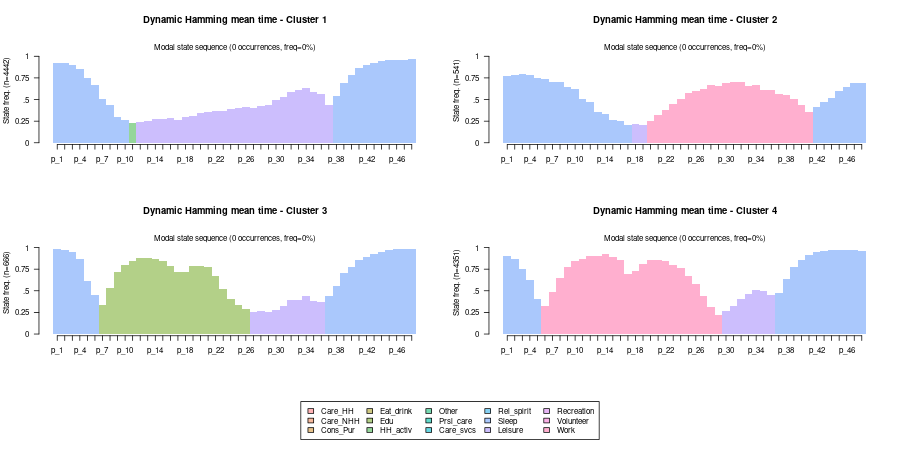 Dynamic Hamming mean time - Cluster 1
Modal state sequence (0 occurrences, freq=0%)
State freq. (n=4442)
1
0.75
.5
0.25
0
p_1 p_4 p_7 p_10 p_14 p_18 p_22 p_26 p_30 p_34 p_38 p_42 p_46
Dynamic Hamming mean time - Cluster 2
Modal state sequence (0 occurrences, freq=0%)
State freq. (n=541)
1
0.75
.5
0.25
0
p_1 p_4 p_7 p_10 p_14 p_18 p_22 p_26 p_30 p_34 p_38 p_42 p_46
Dynamic Hamming mean time - Cluster 3
Modal state sequence (0 occurrences, freq=0%)
State freq. (n=666)
1
0.75
.5
0.25
0
p_1 p_4 p_7 p_10 p_14 p_18 p_22 p_26 p_30 p_34 p_38 p_42 p_46
Dynamic Hamming mean time - Cluster 4
Modal state sequence (0 occurrences, freq=0%)
State freq. (n=4351)
1
0.75
.5
0.25
0
p_1 p_4 p_7 p_10 p_14 p_18 p_22 p_26 p_30 p_34 p_38 p_42 p_46
Care_HH Eat_drink Other Rel_spirit Recreation
Care_NHH Edu Prsl_care Sleep Volunteer
Cons_Pur HH_activ Care_svcs Leisure Work